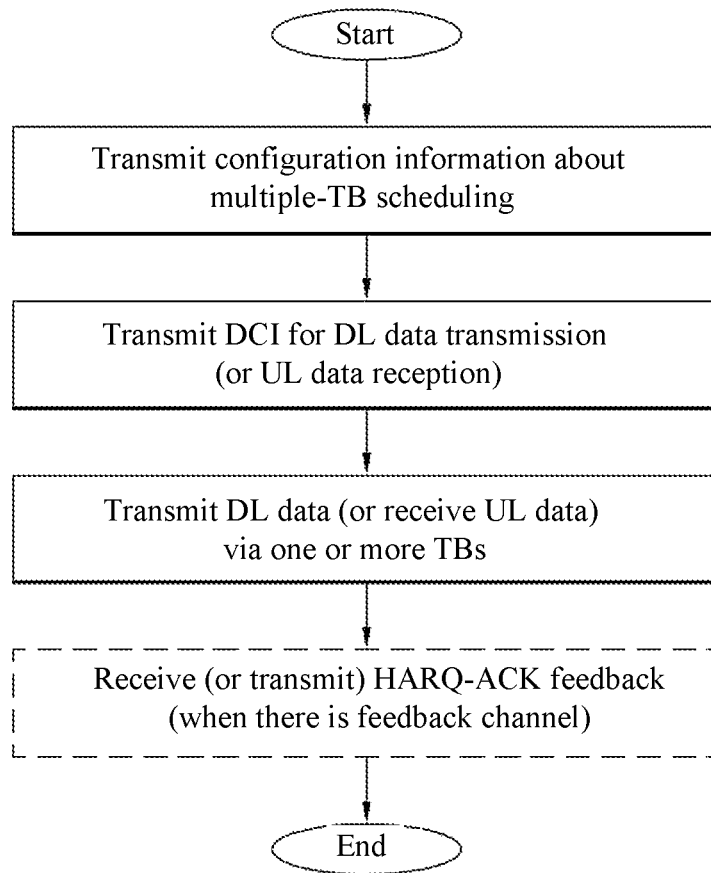 Start
Transmit configuration information about
multiple-TB scheduling
Transmit DCI for DL data transmission
(or UL data reception)
Transmit DL data (or receive UL data)
via one or more TBs
Receive (or transmit) HARQ-ACK feedback
(when there is feedback channel)
End